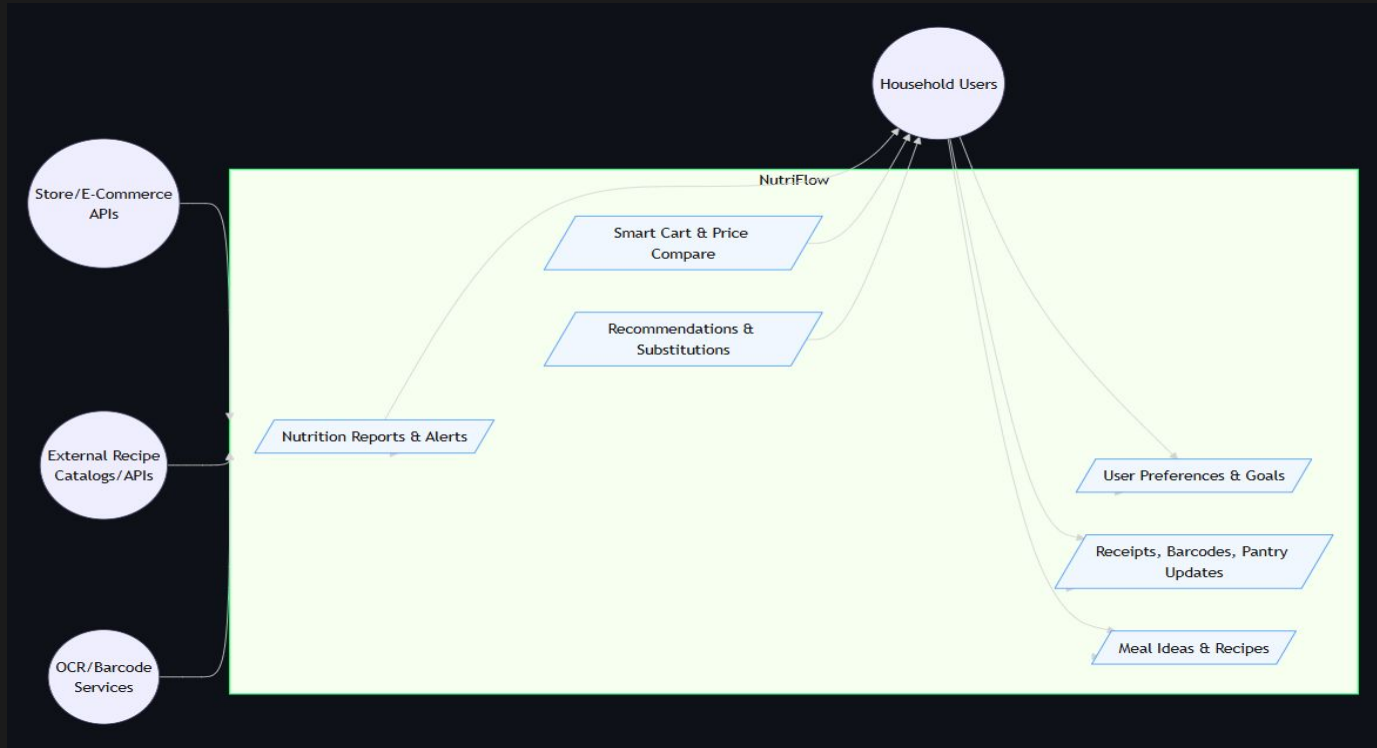 Household Users
Store/E-Commerce
APIs
NutriFlow
Smart Cart & Price
Compare
Recommendations &
Substitutions
Nutrition Reports & Alerts
External Recipe
Catalogs/APIs
User Preferences & Goals
Receipts, Barcodes, Pantry
Updates
Meal Ideas & Recipes
OCR/Barcode
Services